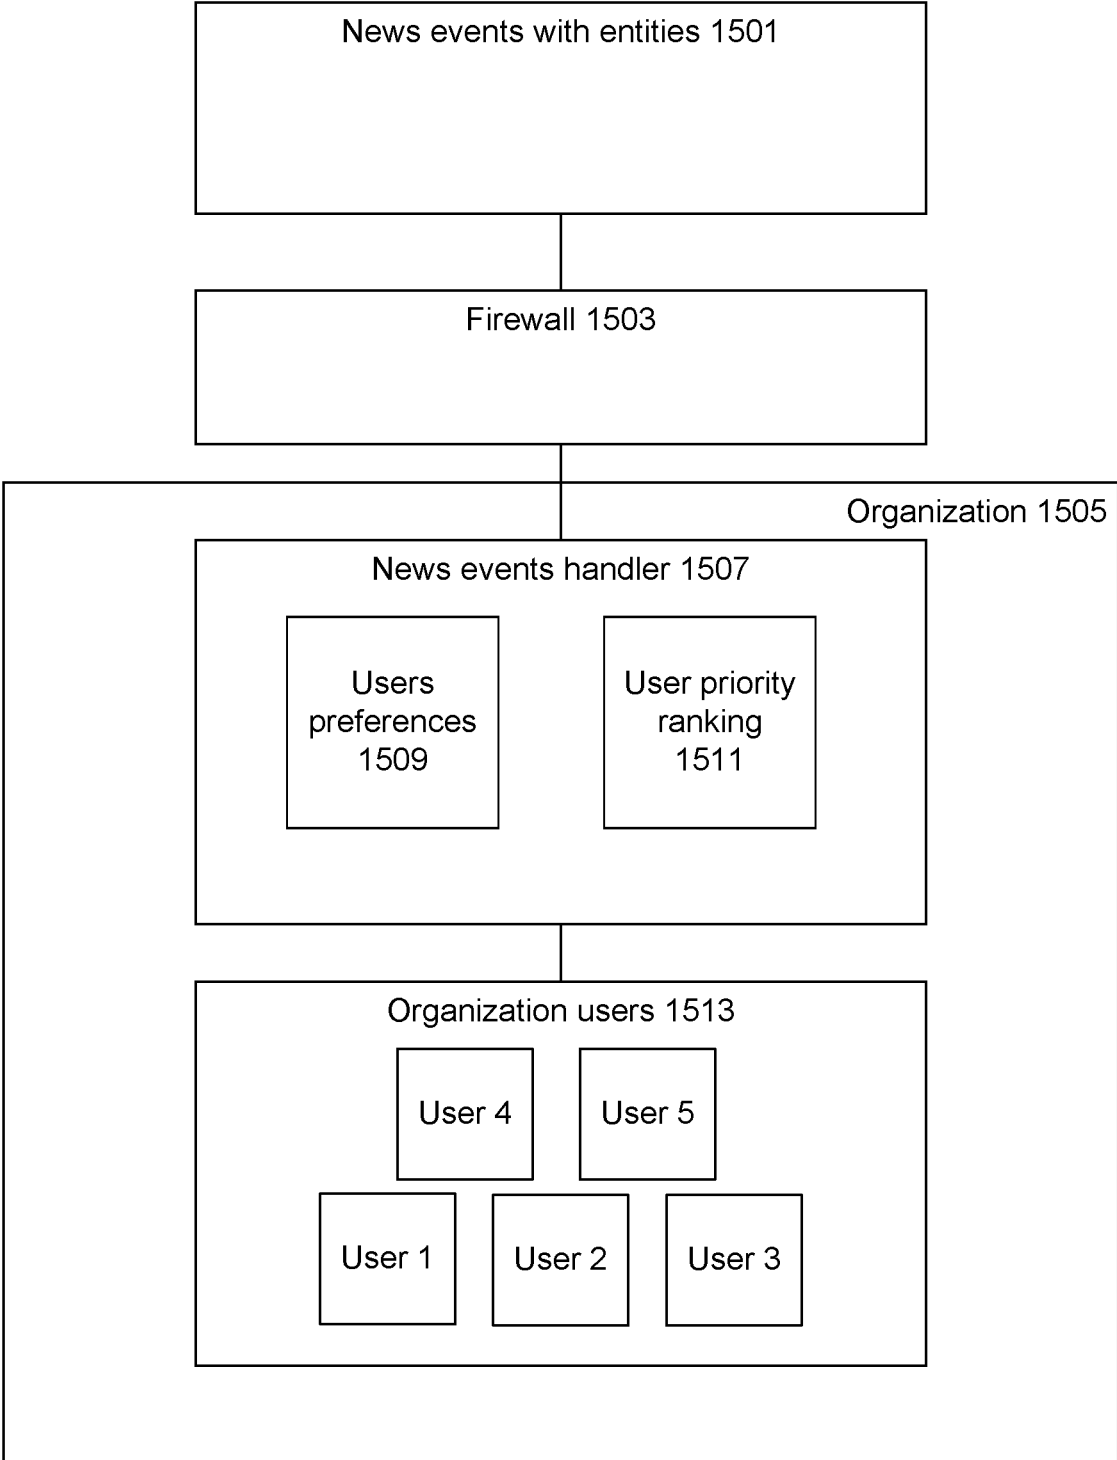 News events with entities 1501
Firewall 1503
Organization 1505
News events handler 1507
Users
preferences
1509
User priority
ranking
1511
Organization users 1513
User 4
User 5
User 1
User 2
User 3